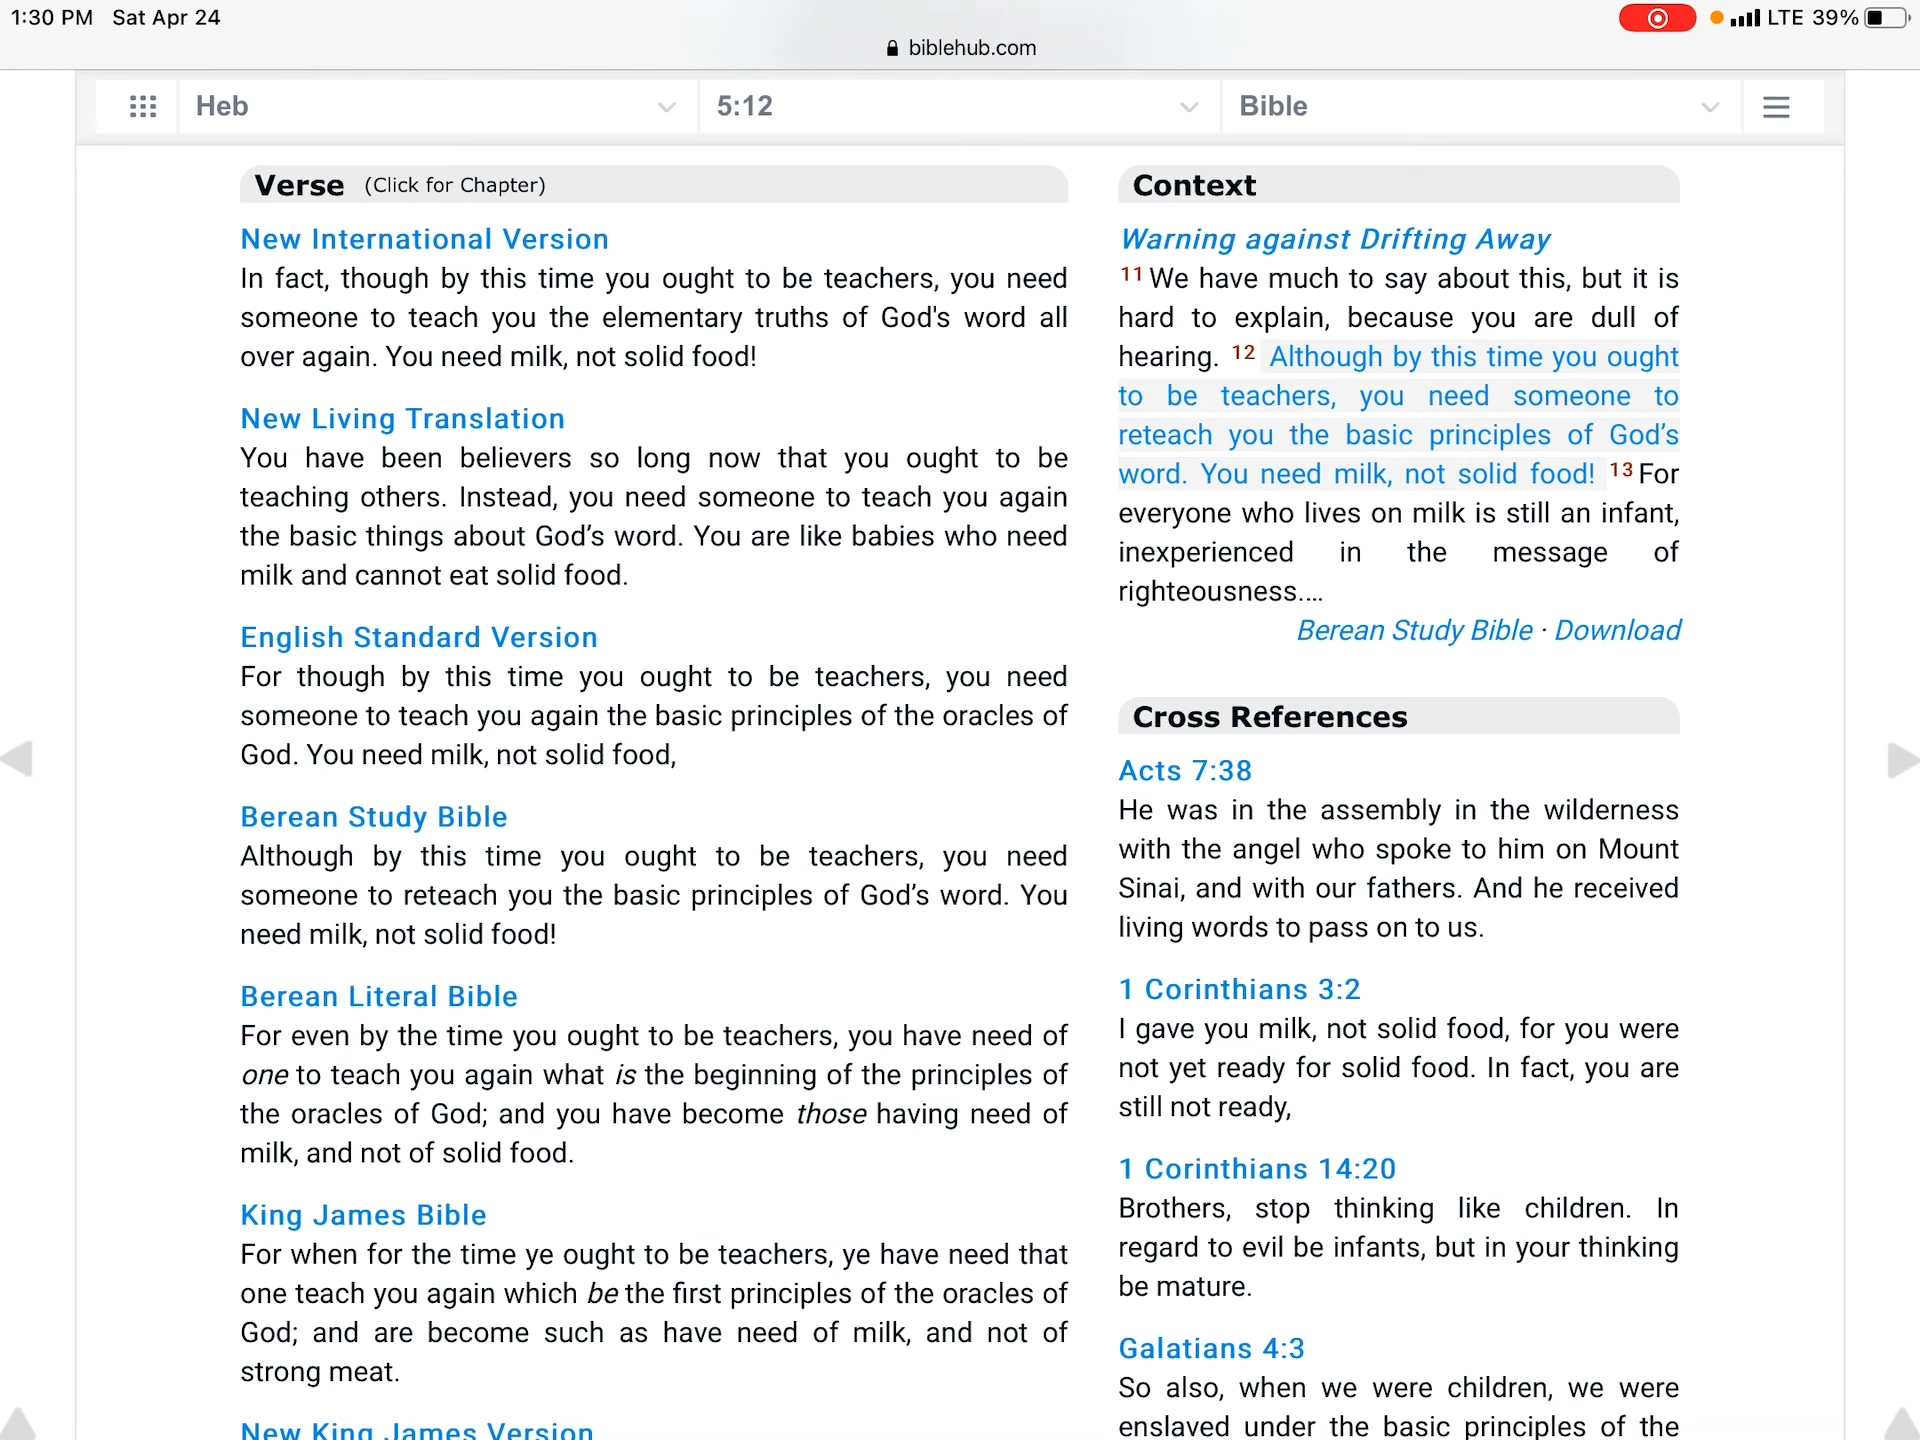 1:30 PM Sat Apr 24
LTE 39%
biblehub.com
Heb
5:12
Bible
Verse (Click for Chapter)
New International Version
In fact, though by this time you ought to be teachers, you need
someone to teach you the elementary truths of God's word all
over again. You need milk, not solid food!
New Living Translation
You have been believers so long now that you ought to be
teaching others. Instead, you need someone to teach you again
the basic things about God’s word. You are like babies who need
milk and cannot eat solid food.
English Standard Version
For though by this time you ought to be teachers, you need
someone to teach you again the basic principles of the oracles of
God. You need milk, not solid food,
Berean Study Bible
Although by this time you ought to be teachers, you need
someone to reteach you the basic principles of God’s word. You
need milk, not solid food!
Berean Literal Bible
For even by the time you ought to be teachers, you have need of
one to teach you again what is the beginning of the principles of
the oracles of God; and you have become those having need of
milk, and not of solid food.
King James Bible
For when for the time ye ought to be teachers, ye have need that
one teach you again which be the first principles of the oracles of
God; and are become such as have need of milk, and not of
strong meat.
New King James Version
Context
Warning against Drifting Away
11 We have much to say about this, but it is
hard to explain, because you are dull of
hearing. 12 Although by this time you ought
to be teachers, you need someone to
reteach you the basic principles of God’s
word. You need milk, not solid food! 13 For
everyone who lives on milk is still an infant,
inexperienced in the message of
righteousness.…
Berean Study Bible · Download
Cross References
Acts 7:38
He was in the assembly in the wilderness
with the angel who spoke to him on Mount
Sinai, and with our fathers. And he received
living words to pass on to us.
1 Corinthians 3:2
I gave you milk, not solid food, for you were
not yet ready for solid food. In fact, you are
still not ready,
1 Corinthians 14:20
Brothers, stop thinking like children. In
regard to evil be infants, but in your thinking
be mature.
Galatians 4:3
So also, when we were children, we were
enslaved under the basic principles of the